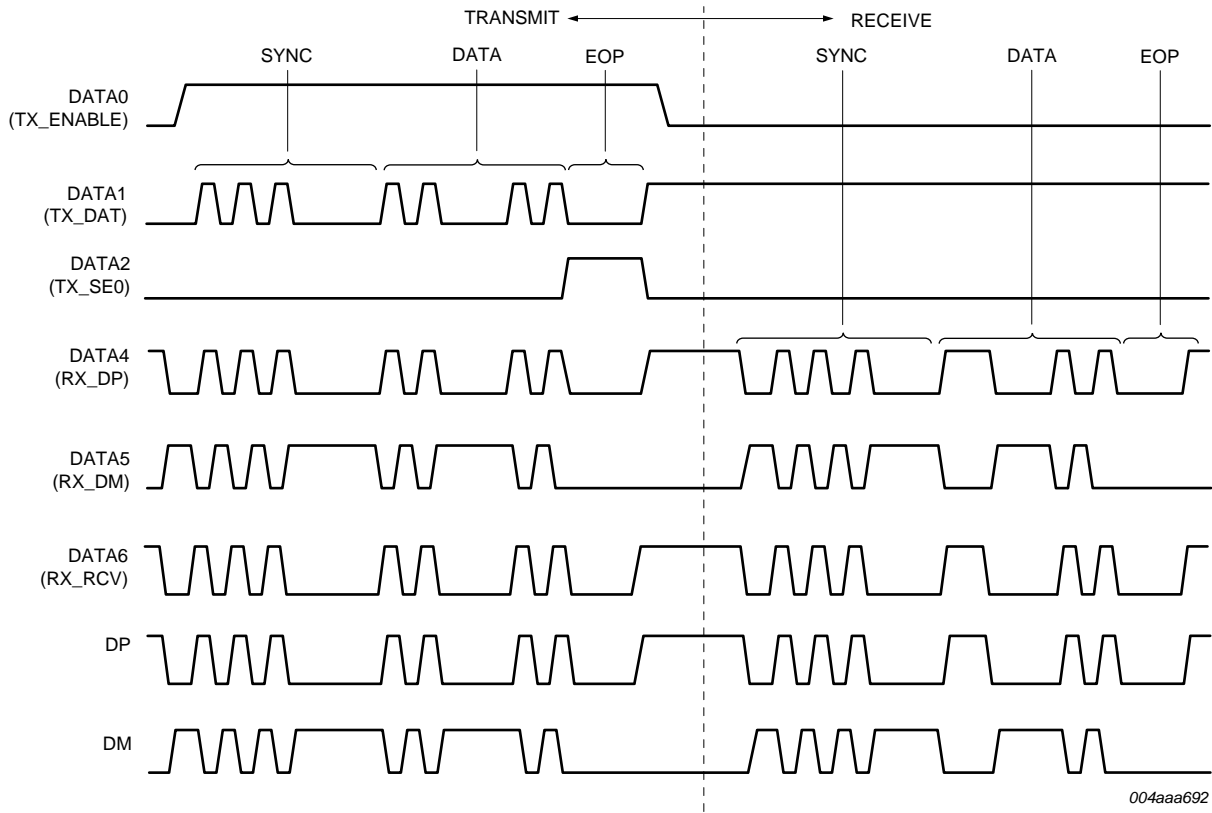 TRANSMIT RECEIVE
SYNC DATA EOP SYNC DATA EOP
DATA0
(TX_ENABLE)
DATA1
(TX_DAT)
DATA2
(TX_SE0)
DATA4
(RX_DP)
DATA5
(RX_DM)
DATA6
(RX_RCV)
DP
DM
004aaa692